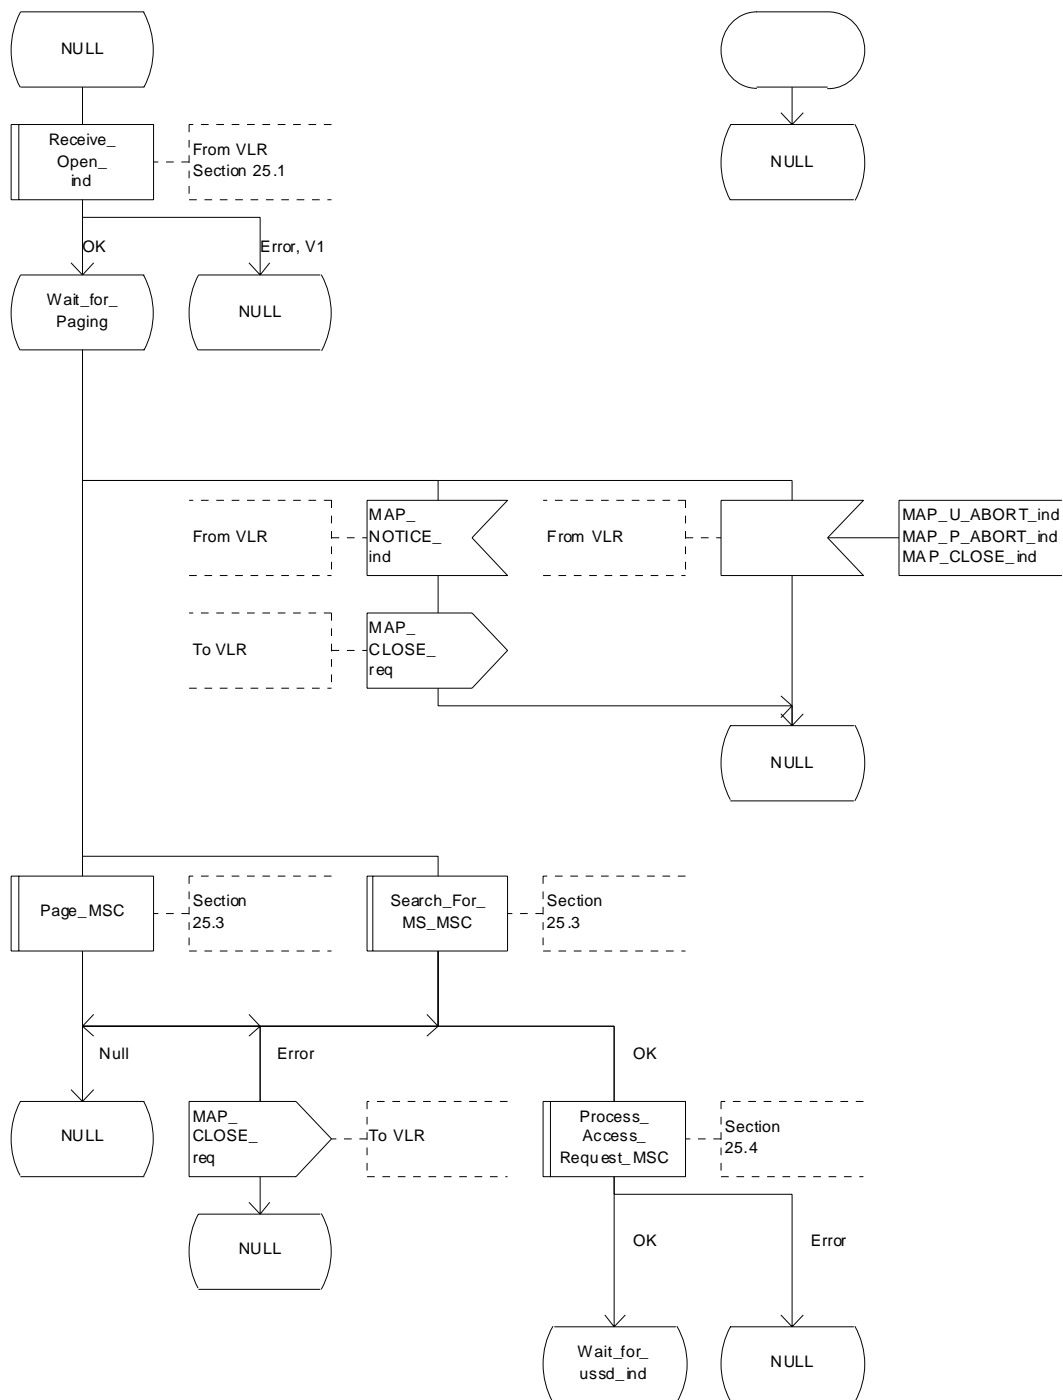 NULL
Receive_
Open_
ind
From VLR
Section 25.1
NULL
OK
Error, V1
Wait_for_
Paging
NULL
From VLR
MAP_
NOTICE_
ind
From VLR
MAP_U_ABORT_ind
MAP_P_ABORT_ind
MAP_CLOSE_ind
To VLR
MAP_
CLOSE_
req
NULL
Page_MSC
Section
25.3
Search_For_
MS_MSC
Section
25.3
Null
Error
OK
NULL
MAP_
CLOSE_
req
To VLR
Process_
Access_
Request_MSC
Section
25.4
NULL
OK
Error
Wait_for_
ussd_ind
NULL